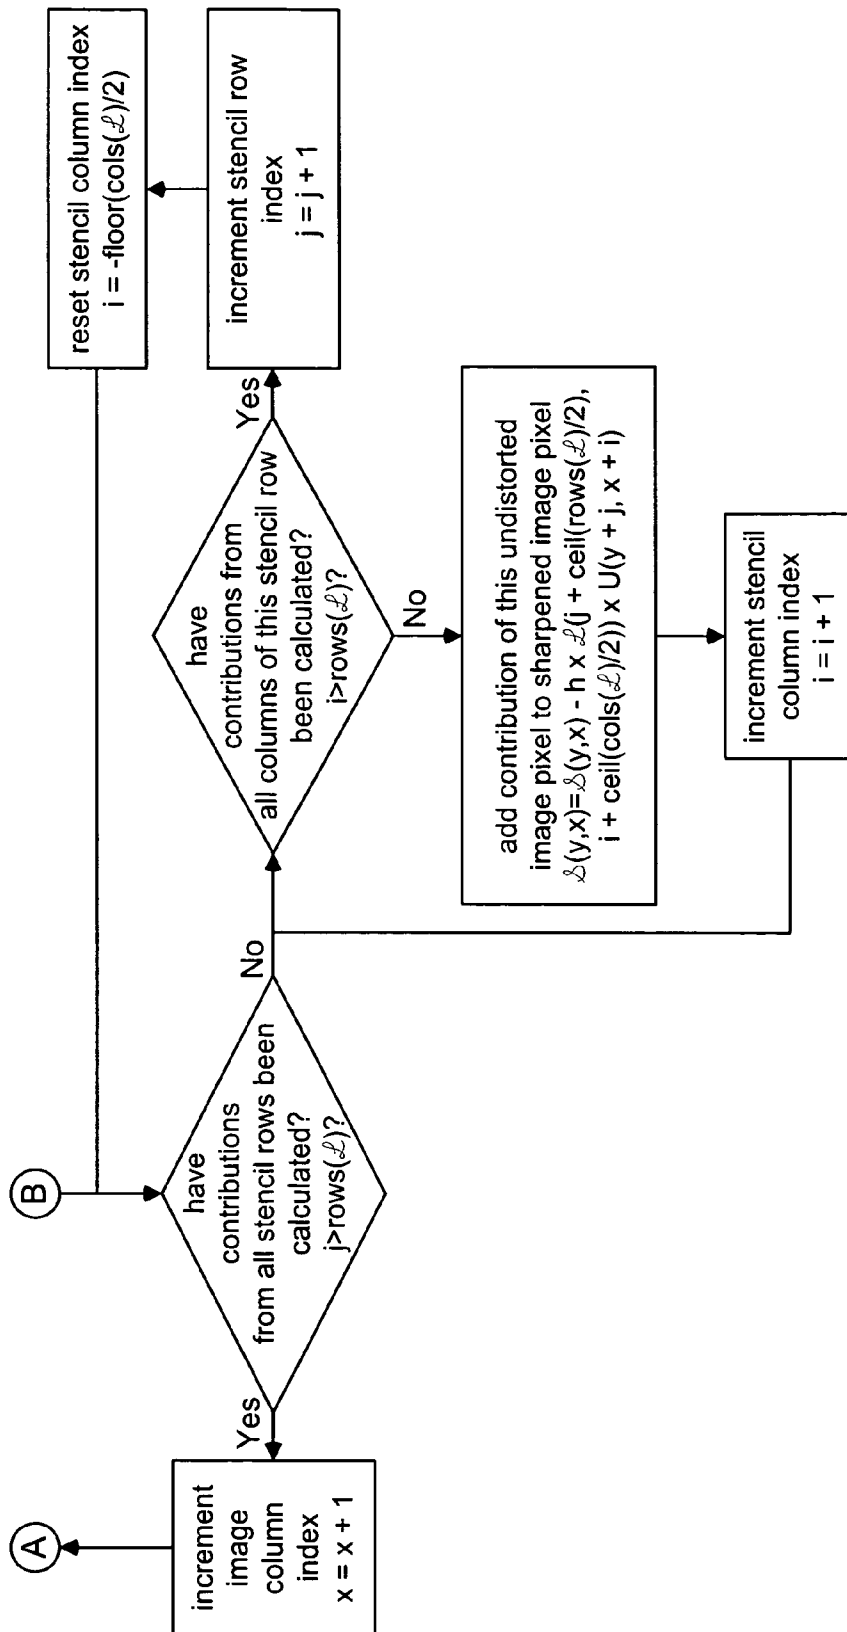 A
increment
image
column
index
x = x + 1
Yes
B
have
contributions
from all stencil rows been
calculated?
j>rows(ℒ)?
No
have
contributions from
all columns of this stencil row
been calculated?
i>rows(ℒ)?
Yes
increment stencil row
index
j = j + 1
reset stencil column index
i = -floor(cols(ℒ)/2)
No
add contribution of this undistorted
image pixel to sharpened image pixel
𝒮(y,x)=𝒮(y,x) - h x ℒ(j + ceil(rows(ℒ)/2),
i + ceil(cols(ℒ)/2)) x U(y + j, x + i)
increment stencil
column index
i = i + 1